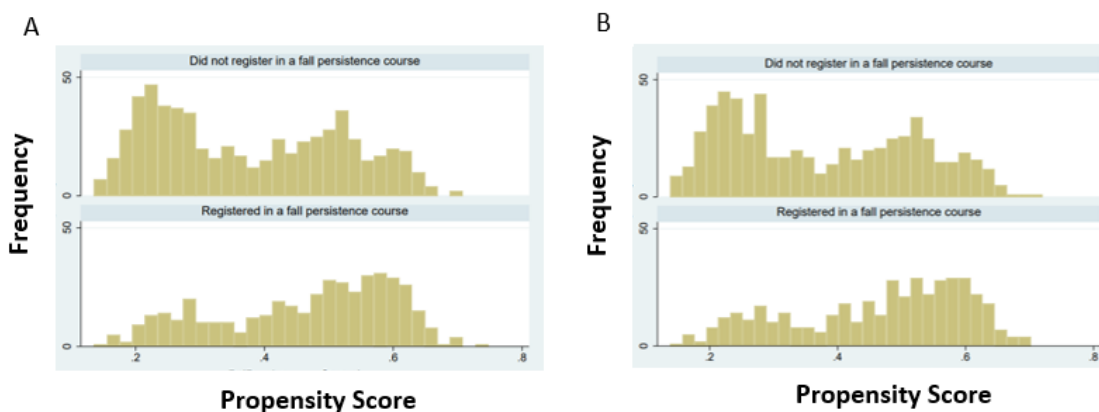 A
Did not register in a fall persistence course
50
0
Registered in a fall persistence course
50
0
.2 .4 .6 .8
Frequency
Propensity Score
B
Did not register in a fall persistence course
50
0
Registered in a fall persistence course
50
0
.2 .4 .6 .8
Frequency
Propensity Score